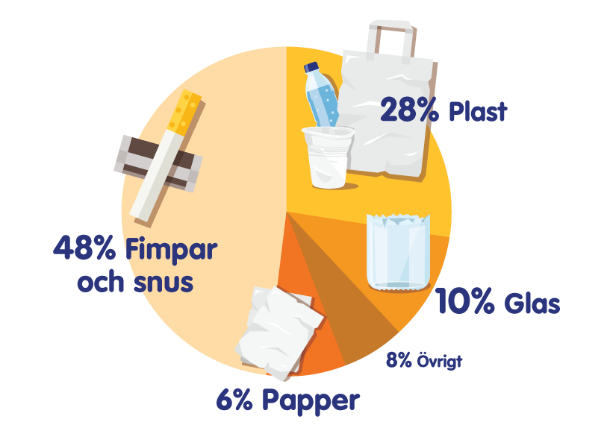 28% Plast
48% Fimpar
och snus
10% Glas
8% Övrigt
6% Papper